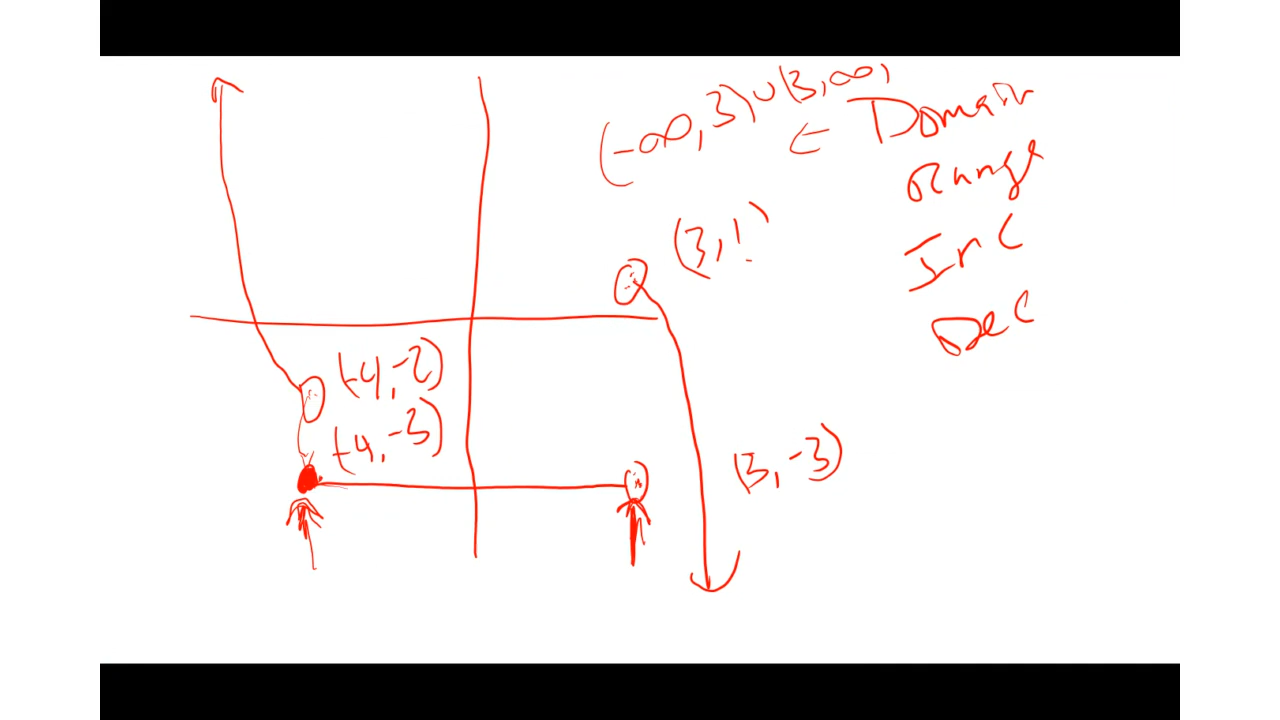 (-∞, 3) ∪ (3, ∞,
← Domain
Range
(3, 1)
Inc
Dec
(-4, -2)
(-4, -3)
(3, -3)